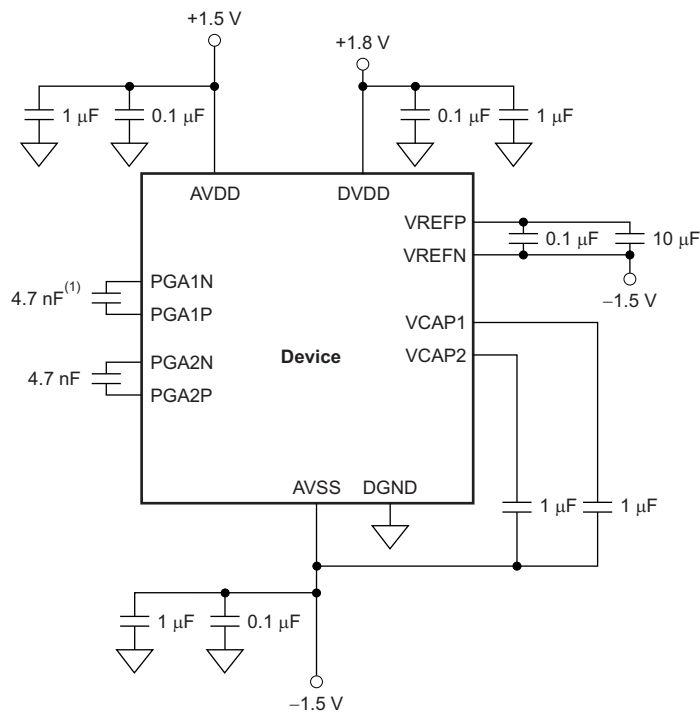 +1.5 V
+1.8 V
1 μF
0.1 μF
0.1 μF
1 μF
AVDD
DVDD
VREFP
0.1 μF
10 μF
VREFN
−1.5 V
PGA1N
4.7 nF(1)
PGA1P
VCAP1
PGA2N
Device
VCAP2
4.7 nF
PGA2P
AVSS
DGND
1 μF
1 μF
1 μF
0.1 μF
−1.5 V